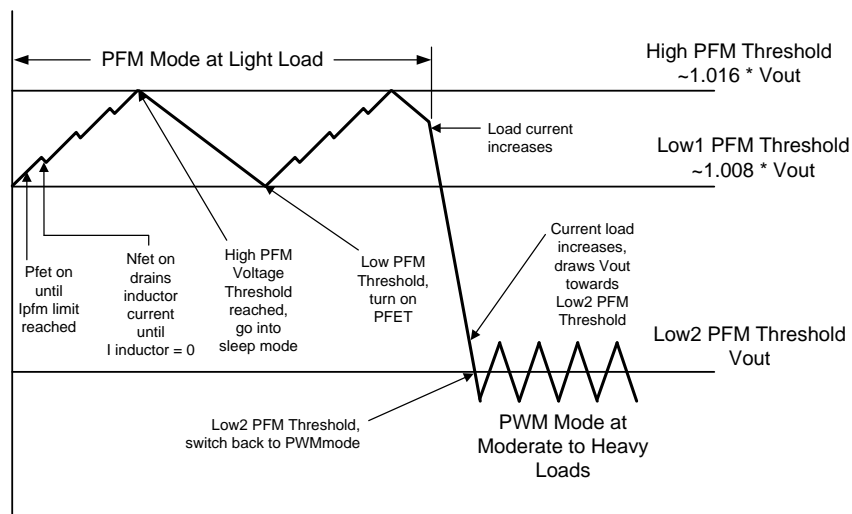 PFM Mode at Light Load
High PFM Threshold
~1.016 * Vout
Load current
increases
Low1 PFM Threshold
~1.008 * Vout
Pfet on
until
Ipfm limit
reached
Nfet on
drains
inductor
current
until
I inductor = 0
High PFM
Voltage
Threshold
reached,
go into
sleep mode
Low PFM
Threshold,
turn on
PFET
Current load
increases,
draws Vout
towards
Low2 PFM
Threshold
Low2 PFM Threshold
Vout
Low2 PFM Threshold,
switch back to PWMmode
PWM Mode at
Moderate to Heavy
Loads